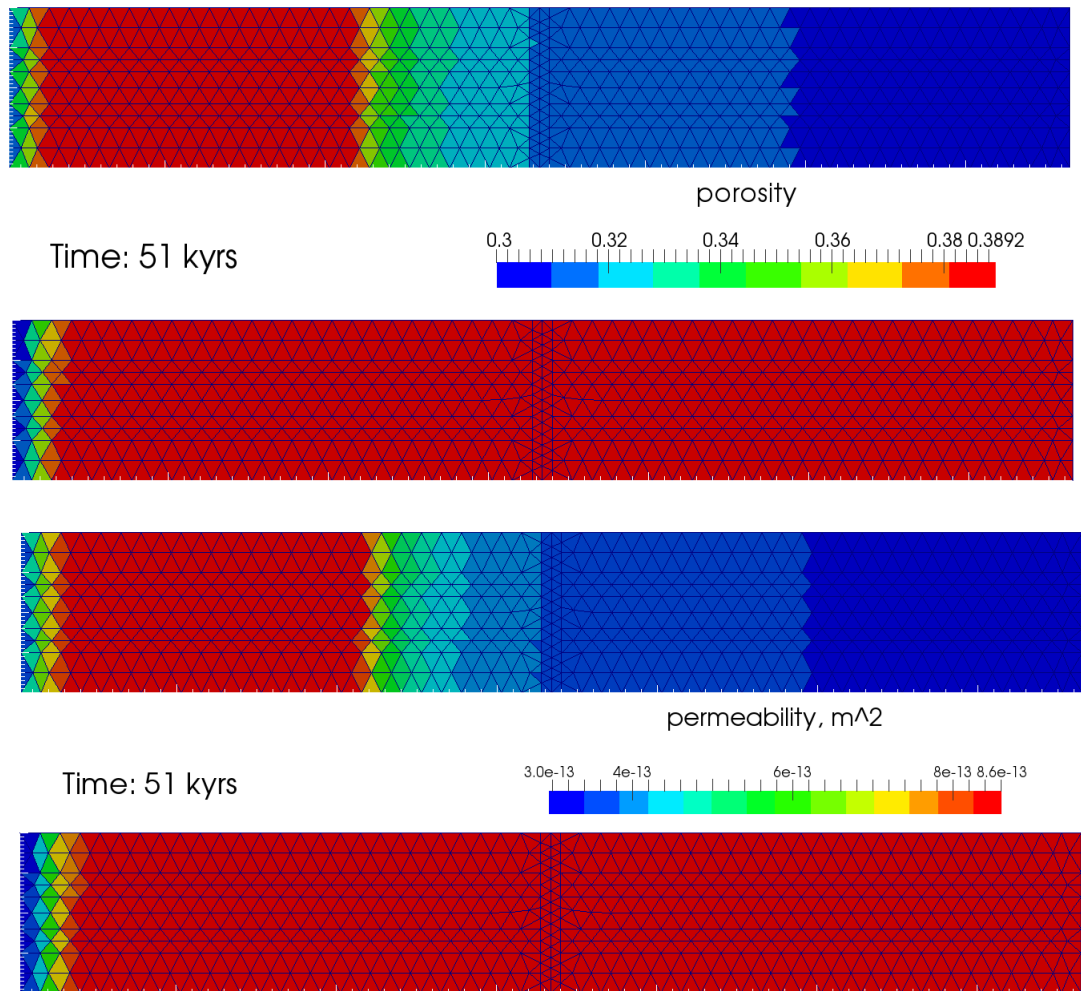 porosity
Time: 51 kyrs
0.3 0.32 0.34 0.36 0.38 0.3892
permeability, m^2
Time: 51 kyrs
3.0e-13 4e-13 6e-13 8e-13 8.6e-13